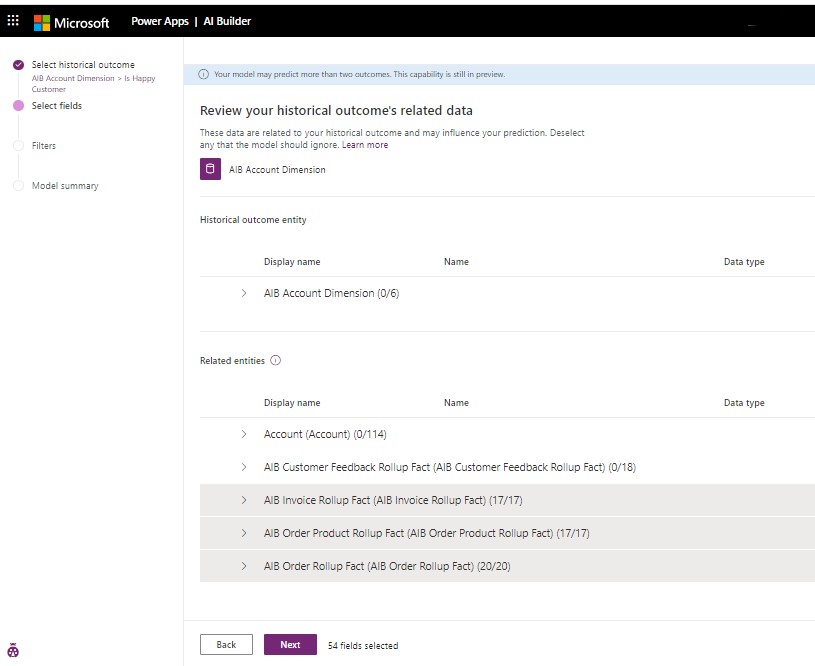 Microsoft Power Apps | AI Builder
Select historical outcome
AIB Account Dimension > Is Happy
Customer
Select fields
Filters
Model summary
Your model may predict more than two outcomes. This capability is still in preview.
Review your historical outcome's related data
These data are related to your historical outcome and may influence your prediction. Deselect
any that the model should ignore. Learn more
AIB Account Dimension
Historical outcome entity
Display name Name Data type
AIB Account Dimension (0/6)
Related entities
Display name Name Data type
Account (Account) (0/114)
AIB Customer Feedback Rollup Fact (AIB Customer Feedback Rollup Fact) (0/18)
AIB Invoice Rollup Fact (AIB Invoice Rollup Fact) (17/17)
AIB Order Product Rollup Fact (AIB Order Product Rollup Fact) (17/17)
AIB Order Rollup Fact (AIB Order Rollup Fact) (20/20)
Back Next 54 fields selected